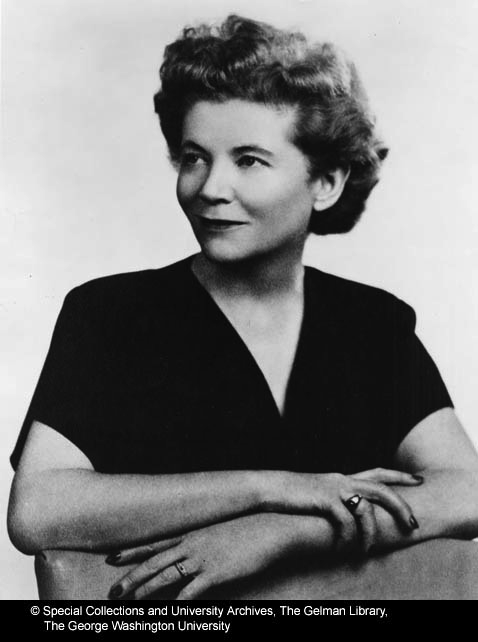 © Special Collections and University Archives, The Gelman Library,
The George Washington University